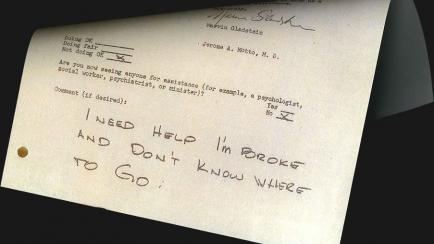 Marvin Gladstein
Jerome A. Motto, M. D.
Doing OK
Doing fair
Not doing OK X
Are you now seeing anyone for assistance (for example, a psychologist,
social worker, psychiatrist, or minister)?
Yes
No X
Comment (if desired):
I NEED HELP I'm BROKE
AND DON'T KNOW WHERE
TO GO.